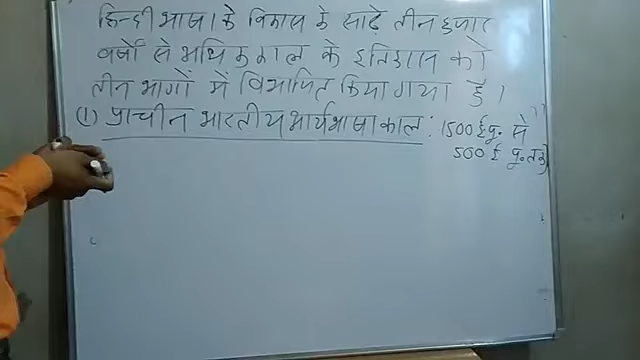 हिन्दी भाषा के विकास के साढ़े तीन हजार
वर्षों से अधिक काल के इतिहास को
तीन भागों में विभाजित किया गया है।
(1) प्राचीन भारतीय आर्यभाषा काल : 1500 ई.पू. से
500 ई पू. तक)